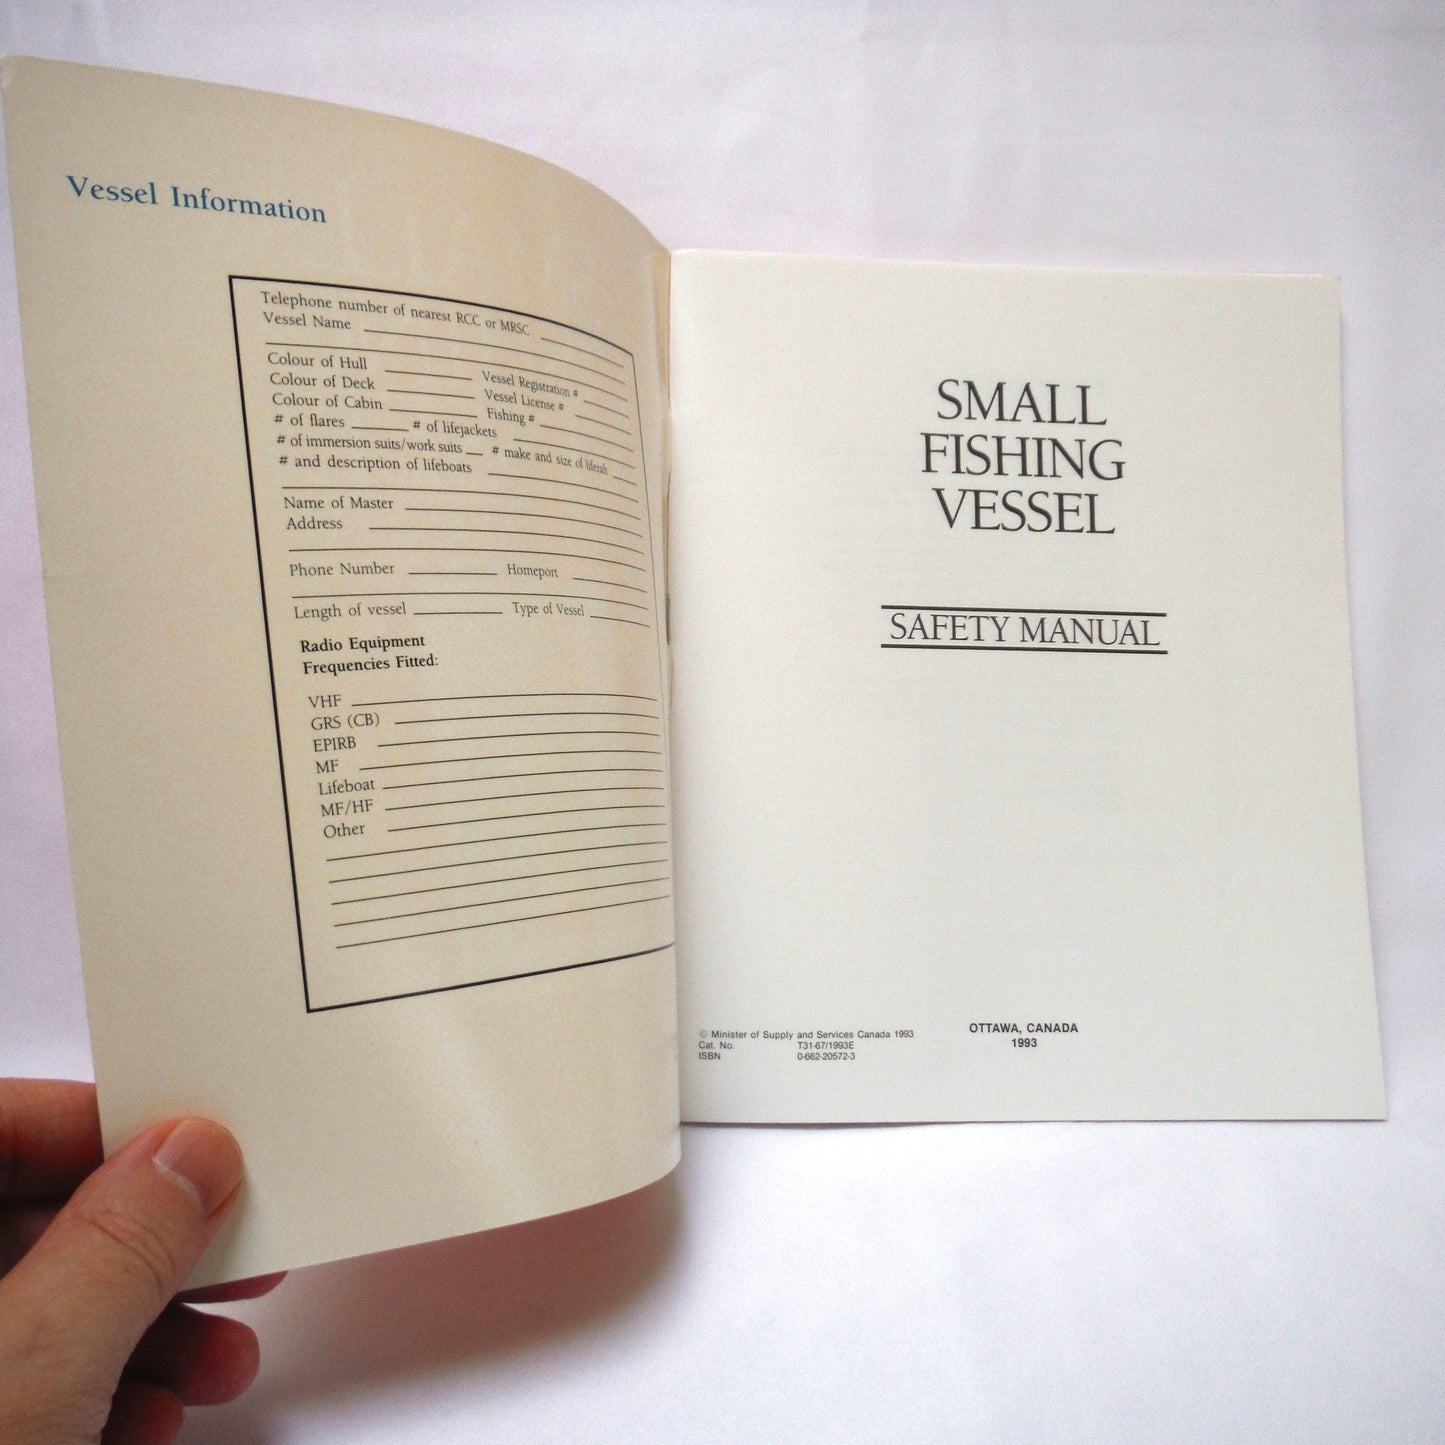 Vessel Information
Telephone number of nearest RCC or MRSC
Vessel Name
Colour of Hull
Vessel Registration #
Colour of Deck
Vessel License #
Colour of Cabin
Fishing #
# of flares
# of lifejackets
# of immersion suits/work suits
# make and size of liferaft
# and description of lifeboats
Name of Master
Address
Phone Number
Homeport
Length of vessel
Type of Vessel
Radio Equipment
Frequencies Fitted:
VHF
GRS (CB)
EPIRB
MF
Lifeboat
MF/HF
Other
SMALL
FISHING
VESSEL
SAFETY MANUAL
© Minister of Supply and Services Canada 1993
Cat. No. T31-67/1993E
ISBN 0-662-20572-3
OTTAWA, CANADA
1993